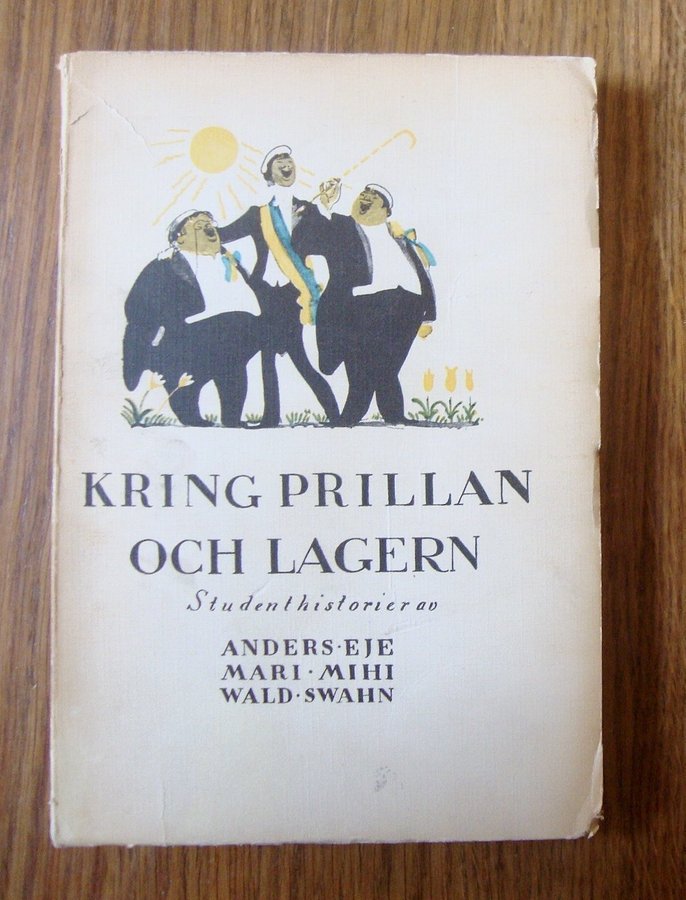 KRING PRILLAN
OCH LAGERN
Studenthistorier av
ANDERS·EJE
MARI·MIHI
WALD·SWAHN